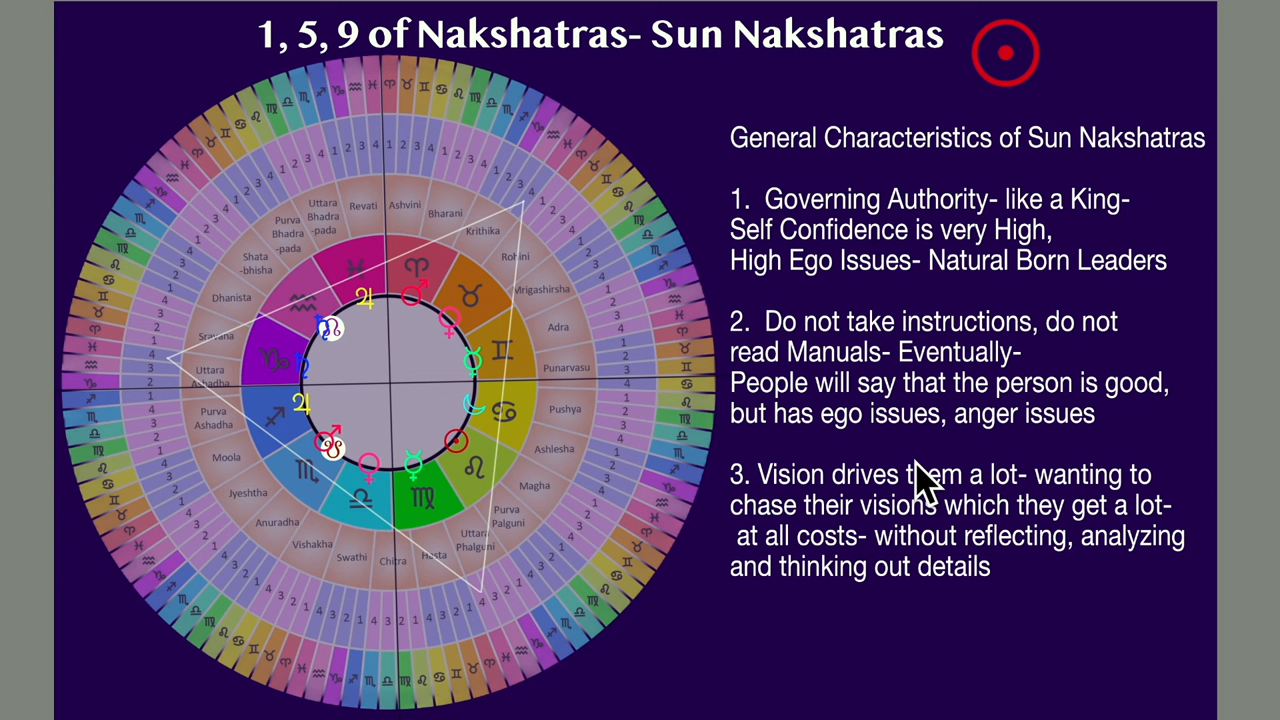 1, 5, 9 of Nakshatras- Sun Nakshatras
General Characteristics of Sun Nakshatras
1. Governing Authority- like a King-
Self Confidence is very High,
High Ego Issues- Natural Born Leaders
2. Do not take instructions, do not
read Manuals- Eventually-
People will say that the person is good,
but has ego issues, anger issues
3. Vision drives them a lot- wanting to
chase their visions which they get a lot-
at all costs- without reflecting, analyzing
and thinking out details
Ashvini
Bharani
Krithika
Rohini
Mrigashirsha
Adra
Punarvasu
Pushya
Ashlesha
Magha
Purva
Palguni
Uttara
Phalguni
Hasta
Chitra
Swathi
Vishakha
Anuradha
Jyeshtha
Moola
Purva
Ashadha
Uttara
Ashadha
Sravana
Dhanista
Shata
-bhisha
Purva
Bhadra
-pada
Uttara
Bhadra
-pada
Revati